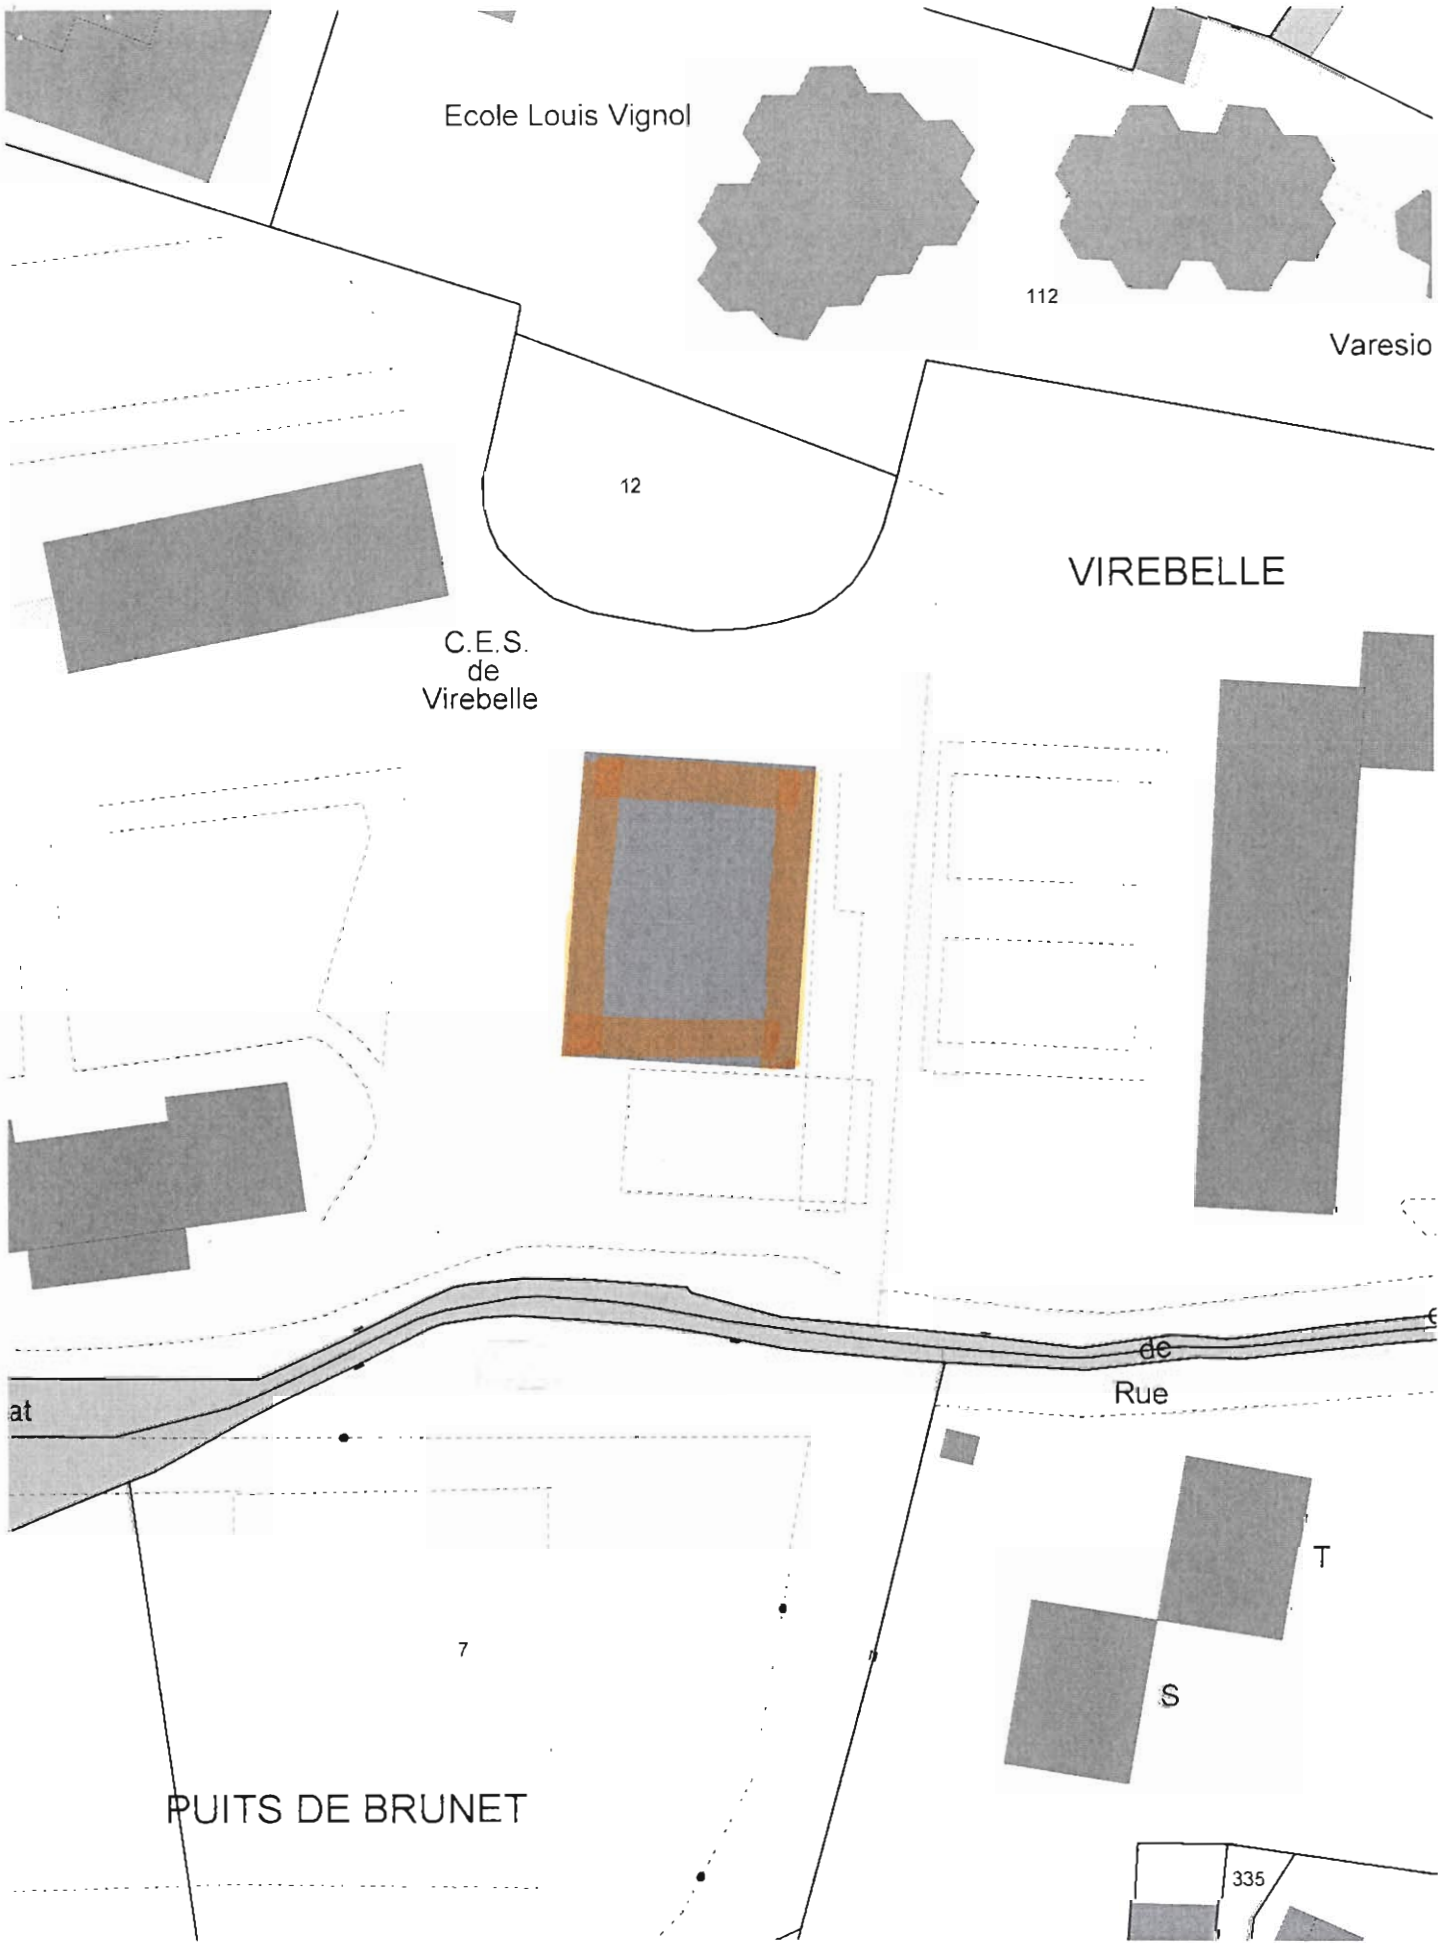 Ecole Louis Vignol
112
Varesio
12
VIREBELLE
C.E.S.
de
Virebelle
de
Rue
at
T
7
S
PUITS DE BRUNET
335